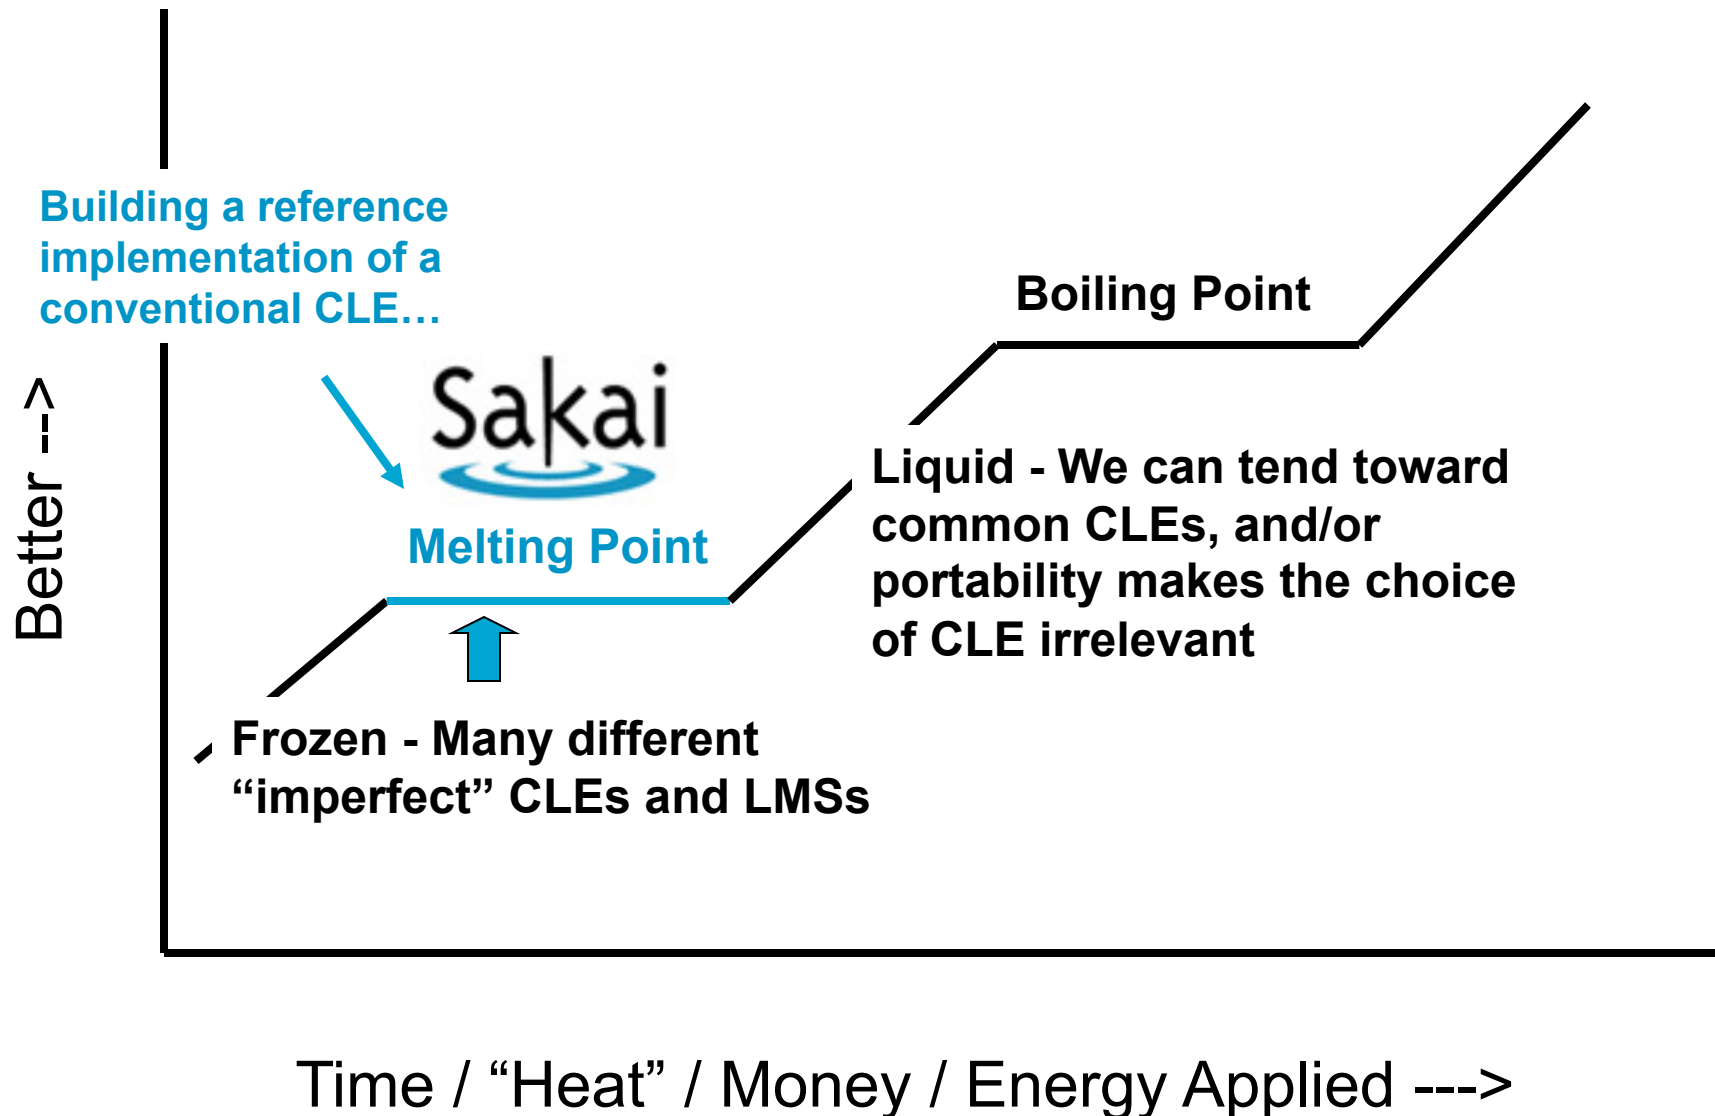 Building a reference
implementation of a
conventional CLE…
Sakai
Melting Point
Boiling Point
Liquid - We can tend toward
common CLEs, and/or
portability makes the choice
of CLE irrelevant
Frozen - Many different
“imperfect” CLEs and LMSs
Better -->
Time / “Heat” / Money / Energy Applied --->